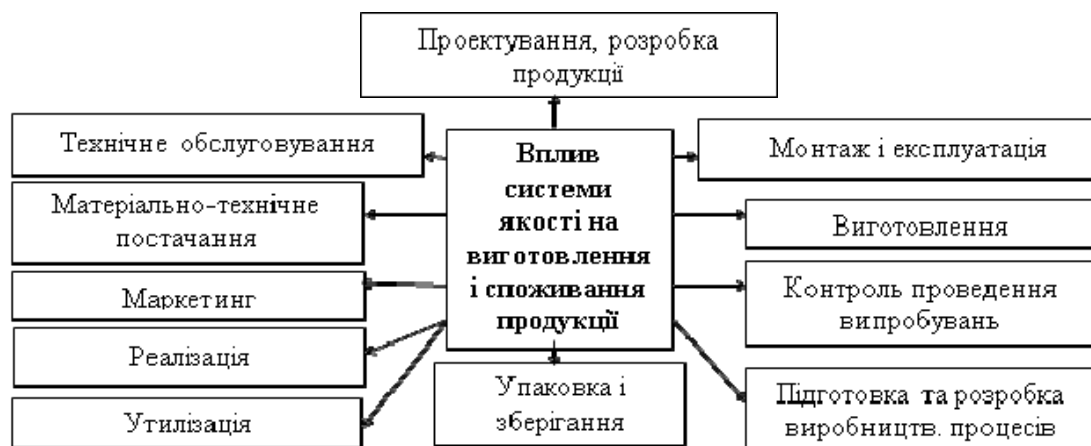 Проектування, розробка
продукції
Технічне обслуговування
Матеріально-технічне
постачання
Маркетинг
Реалізація
Утилізація
Вплив
системи
якості на
виготовлення
і споживання
продукції
Упаковка і
зберігання
Монтаж і експлуатація
Виготовлення
Контроль проведення
випробувань
Підготовка та розробка
виробництв. процесів